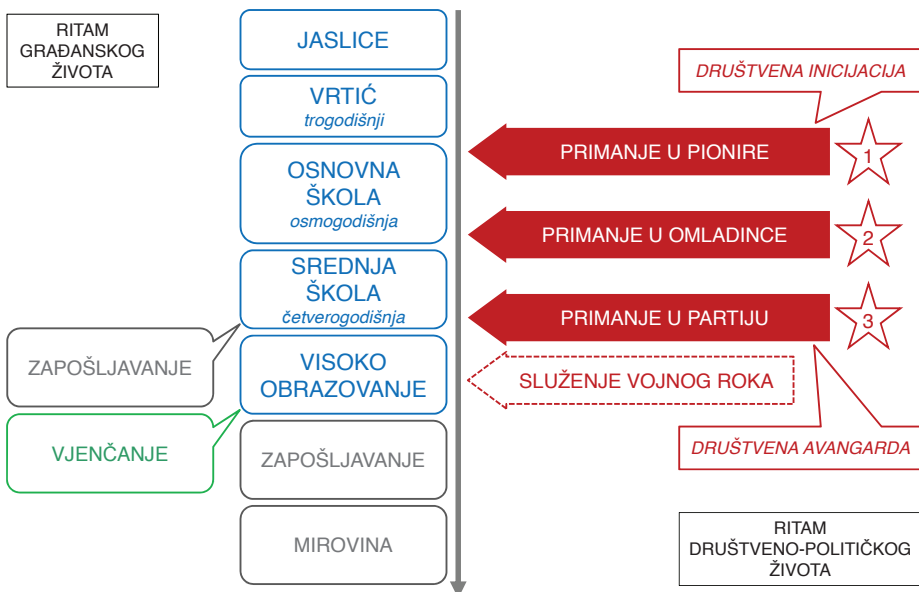 RITAM
GRAĐANSKOG
ŽIVOTA
JASLICE
VRTIĆ
trogodišnji
OSNOVNA
ŠKOLA
osmogodišnja
SREDNJA
ŠKOLA
četverogodišnja
ZAPOŠLJAVANJE
VISOKO
OBRAZOVANJE
VJENČANJE
ZAPOŠLJAVANJE
MIROVINA
DRUŠTVENA INICIJACIJA
PRIMANJE U PIONIRE
1
PRIMANJE U OMLADINCE
2
PRIMANJE U PARTIJU
3
SLUŽENJE VOJNOG ROKA
DRUŠTVENA AVANGARDA
RITAM
DRUŠTVENO-POLITIČKOG
ŽIVOTA